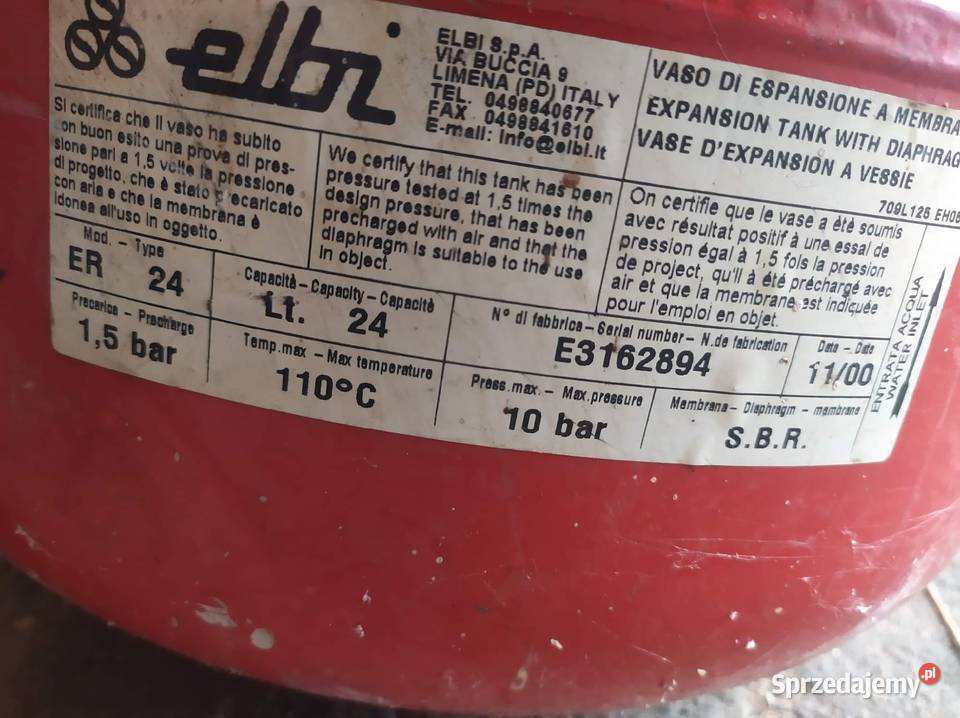 elbi
ELBI S.p.A.
VIA BUCCIA 9
LIMENA (PD) ITALY
TEL. 0498840677
FAX 0498841610
E-mail: info@elbi.it
VASO DI ESPANSIONE A MEMBRA
EXPANSION TANK WITH DIAPHRAG
VASE D'EXPANSION A VESSIE
709L125 EH08
Si certifica che il vaso ha subito
con buon esito una prova di pres-
sione pari a 1,5 volte la pressione
di progetto, che è stato precaricato
con aria e che la membrana è
idonea all'uso in oggetto.
We certify that this tank has been
pressure tested at 1.5 times the
design pressure, that has been
precharged with air and that the
diaphragm is suitable to the use
in object.
On certifie que le vase a été soumis
avec résultat positif à une essai de
pression égal à 1,5 fois la pression
de project, qu'il a été préchargé avec
air et que la membrane est indiquée
pour l'emploi en objet.
ENTRATA ACQUA
WATER INLET
Mod. - Type
ER 24
Capacità - Capacity - Capacité
Lt. 24
N° di fabbrica - Serial number - N.de fabrication
E3162894
Data - Date
11/00
Precarica - Precharge
1,5 bar
Temp.max - Max temperature
110°C
Press.max. - Max.pressure
10 bar
Membrana - Diaphragm - membrane
S.B.R.
Sprzedajemy.pl